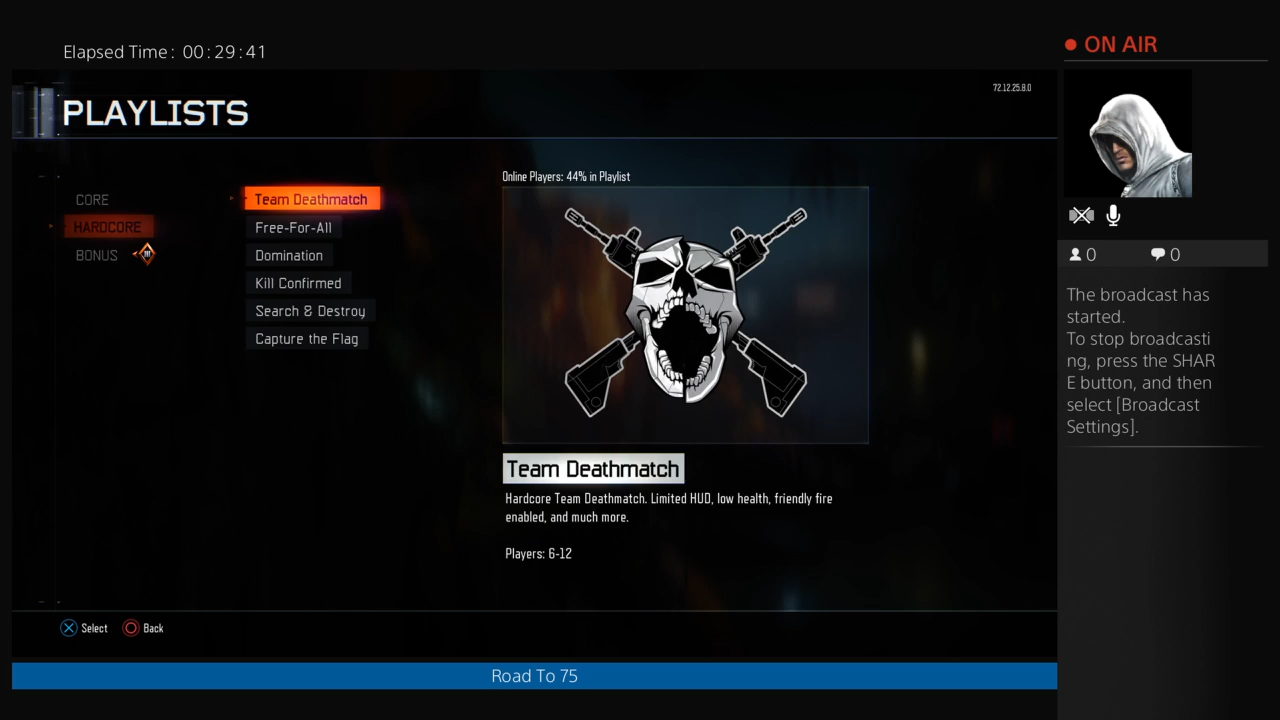 Elapsed Time: 00:29:41
ON AIR
72.12.25.8.0
PLAYLISTS
CORE
HARDCORE
BONUS
Team Deathmatch
Free-For-All
Domination
Kill Confirmed
Search & Destroy
Capture the Flag
Online Players: 44% in Playlist
Team Deathmatch
Hardcore Team Deathmatch. Limited HUD, low health, friendly fire
enabled, and much more.
Players: 6-12
Select
Back
Road To 75
0
0
The broadcast has
started.
To stop broadcasti
ng, press the SHAR
E button, and then
select [Broadcast
Settings].